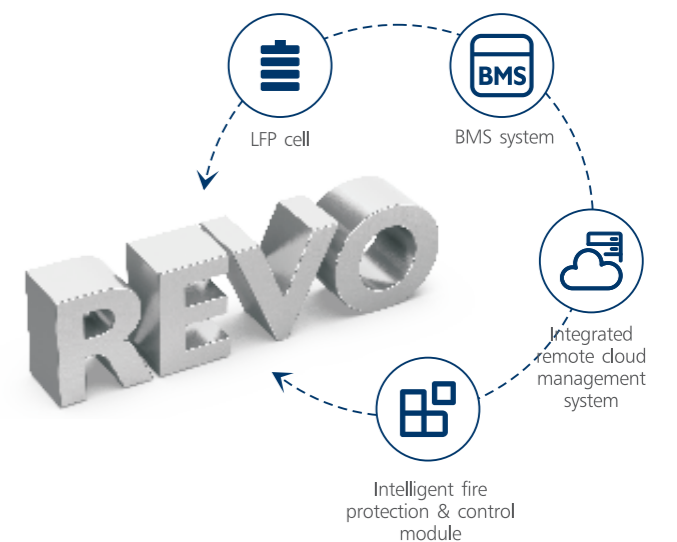 LFP cell
BMS
BMS system
REVO
Integrated
remote cloud
management
system
Intelligent fire
protection & control
module